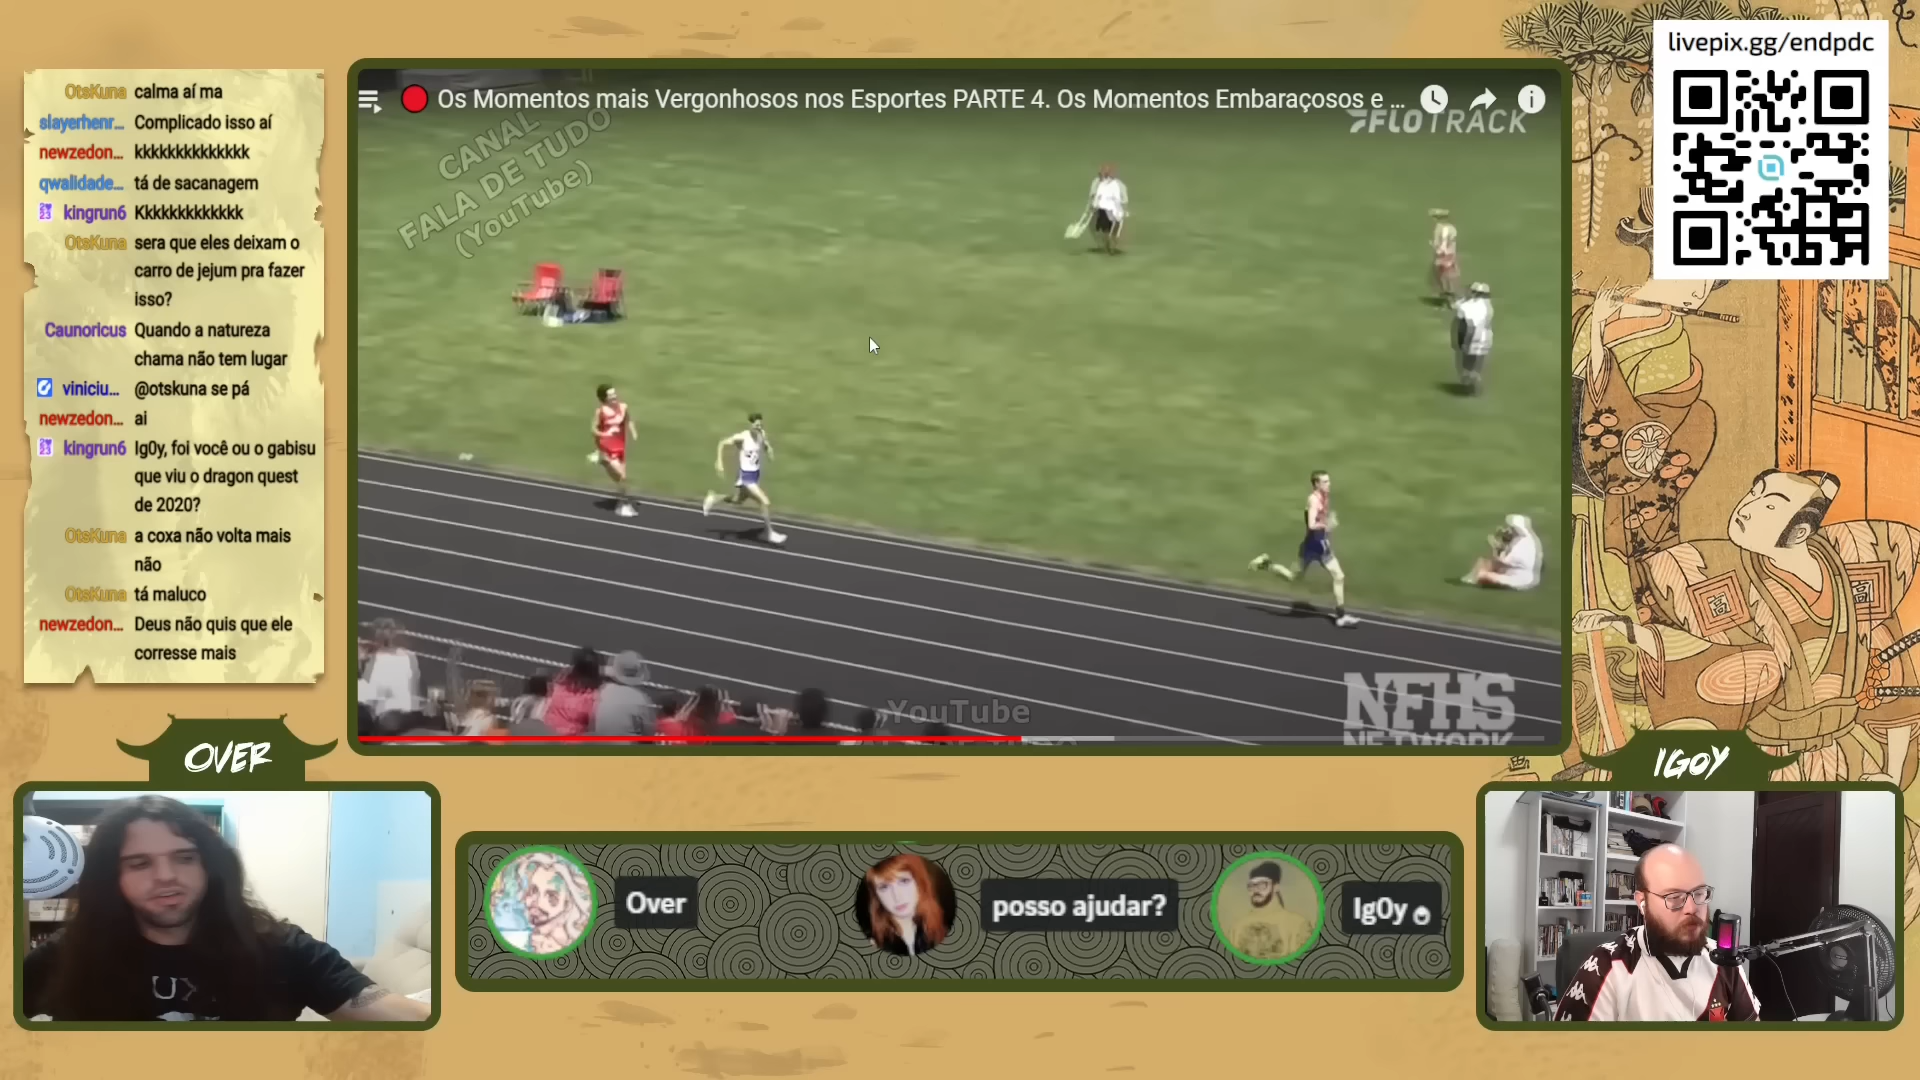 OtsKuna calma aí ma
slayerhenr... Complicado isso aí
newzedon... kkkkkkkkkkkkkk
qwalidade... tá de sacanagem
kingrun6 Kkkkkkkkkkkkk
OtsKuna sera que eles deixam o
carro de jejum pra fazer
isso?
Caunoricus Quando a natureza
chama não tem lugar
viniciu... @otskuna se pá
newzedon... ai
kingrun6 Ig0y, foi você ou o gabisu
que viu o dragon quest
de 2020?
OtsKuna a coxa não volta mais
não
OtsKuna tá maluco
newzedon... Deus não quis que ele
corresse mais
Os Momentos mais Vergonhosos nos Esportes PARTE 4. Os Momentos Embaraçosos e ...
FLOTRACK
CANAL
FALA DE TUDO
(YouTube)
YouTube
NFHS
NETWORK
livepix.gg/endpdc
OVER
IGOY
Over
posso ajudar?
Ig0y